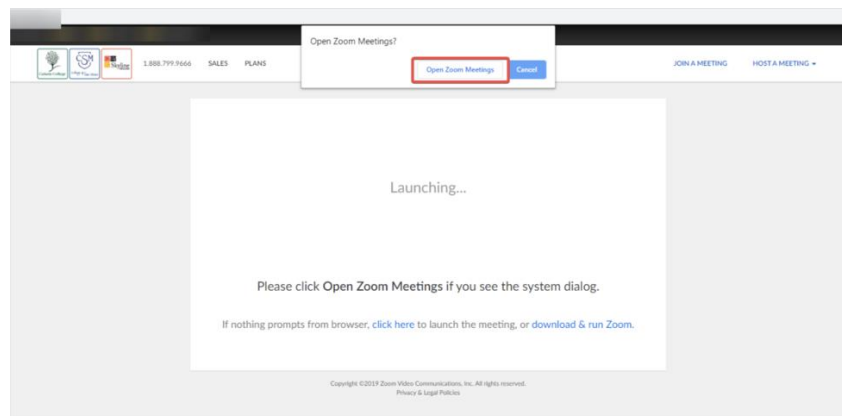 Open Zoom Meetings?
Open Zoom Meetings Cancel
CSM Skyline 1.888.799.9666 SALES PLANS JOIN A MEETING HOST A MEETING
Launching...
Please click Open Zoom Meetings if you see the system dialog.
If nothing prompts from browser, click here to launch the meeting, or download & run Zoom.
Copyright ©2019 Zoom Video Communications, Inc. All rights reserved.
Privacy & Legal Policies